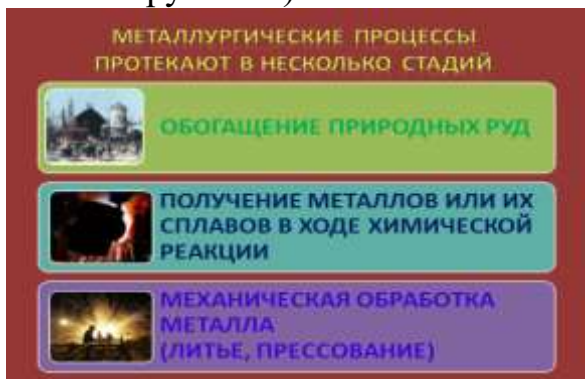 МЕТАЛЛУРГИЧЕСКИЕ ПРОЦЕССЫ
ПРОТЕКАЮТ В НЕСКОЛЬКО СТАДИЙ
ОБОГАЩЕНИЕ ПРИРОДНЫХ РУД
ПОЛУЧЕНИЕ МЕТАЛЛОВ ИЛИ ИХ
СПЛАВОВ В ХОДЕ ХИМИЧЕСКОЙ
РЕАКЦИИ
МЕХАНИЧЕСКАЯ ОБРАБОТКА
МЕТАЛЛА
(ЛИТЬЕ, ПРЕССОВАНИЕ)